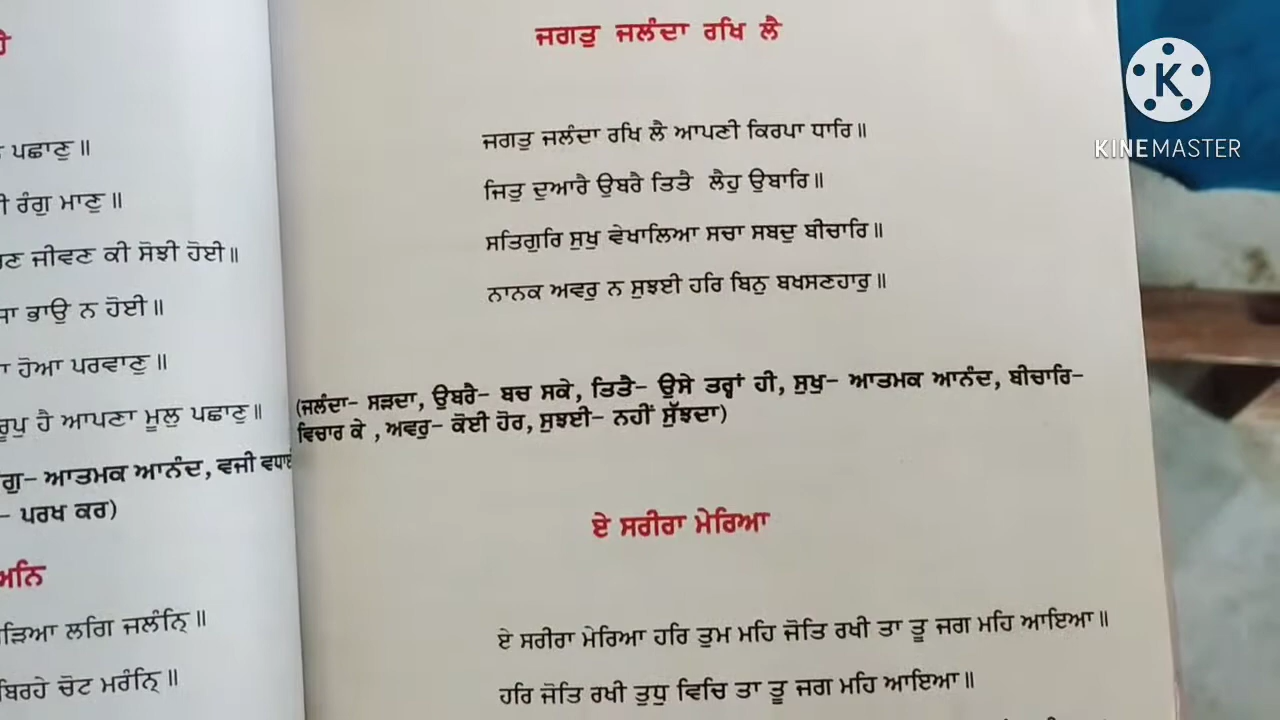 ਪਛਾਣੁ॥
ਰੰਗੁ ਮਾਣੁ॥
ਜੀਵਣ ਕੀ ਸੋਝੀ ਹੋਈ॥
ਭਾਉ ਨ ਹੋਈ॥
ਹੋਆ ਪਰਵਾਣੁ॥
ਹੈ ਆਪਣਾ ਮੂਲੁ ਪਛਾਣੁ॥
ਆਤਮਕ ਆਨੰਦ, ਵਜੀ
– ਪਰਖ ਕਰ)
ਲਗਿ ਜਲੰਨਿ੍ ॥
ਬਿਰਹੇ ਚੋਟ ਮਰੰਨਿ੍ ॥
ਜਗਤੁ ਜਲੰਦਾ ਰਖਿ ਲੈ
ਜਗਤੁ ਜਲੰਦਾ ਰਖਿ ਲੈ ਆਪਣੀ ਕਿਰਪਾ ਧਾਰਿ॥
ਜਿਤੁ ਦੁਆਰੈ ਉਬਰੈ ਤਿਤੈ ਲੈਹੁ ਉਬਾਰਿ॥
ਸਤਿਗੁਰਿ ਸੁਖੁ ਵੇਖਾਲਿਆ ਸਚਾ ਸਬਦੁ ਬੀਚਾਰਿ॥
ਨਾਨਕ ਅਵਰੁ ਨ ਸੁਝਈ ਹਰਿ ਬਿਨੁ ਬਖਸਣਹਾਰੁ॥
(ਜਲੰਦਾ– ਸੜਦਾ, ਉਬਰੈ– ਬਚ ਸਕੇ, ਤਿਤੈ– ਉਸੇ ਤਰ੍ਹਾਂ ਹੀ, ਸੁਖੁ– ਆਤਮਕ ਆਨੰਦ, ਬੀਚਾਰਿ–
ਵਿਚਾਰ ਕੇ , ਅਵਰੁ– ਕੋਈ ਹੋਰ, ਸੁਝਈ– ਨਹੀਂ ਸੁੱਝਦਾ)
ਏ ਸਰੀਰਾ ਮੇਰਿਆ
ਏ ਸਰੀਰਾ ਮੇਰਿਆ ਹਰਿ ਤੁਮ ਮਹਿ ਜੋਤਿ ਰਖੀ ਤਾ ਤੂ ਜਗ ਮਹਿ ਆਇਆ॥
ਹਰਿ ਜੋਤਿ ਰਖੀ ਤੁਧੁ ਵਿਚਿ ਤਾ ਤੂ ਜਗ ਮਹਿ ਆਇਆ॥
K
KINEMASTER